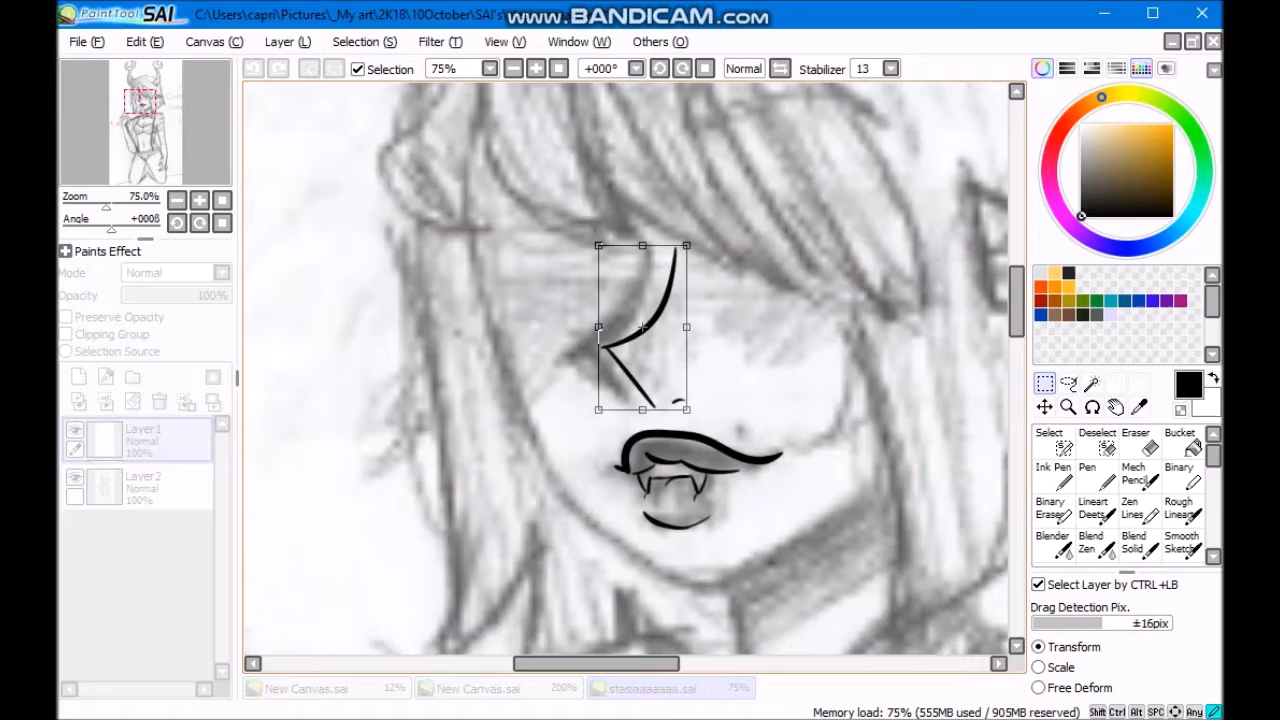 PaintTool SAI C:\Users\capri\Pictures\_My art\2K18\10October\SAI's
www.BANDICAM.com
File (F) Edit (E) Canvas (C) Layer (L) Selection (S) Filter (T) View (V) Window (W) Others (O)
Selection 75% +000° Normal Stabilizer 13
Zoom 75.0%
Angle +000ß
Paints Effect
Mode Normal
Opacity 100%
Preserve Opacity
Clipping Group
Selection Source
Layer1
Normal
100%
Layer2
Normal
100%
Select Deselect Eraser Bucket
Ink Pen Pen Mech Pencil Binary
Binary Eraser Lineart Deets Zen Lines Rough Linear
Blender Blend Zen Blend Solid Smooth Sketch
Select Layer by CTRL+LB
Drag Detection Pix.
±16pix
Transform
Scale
Free Deform
New Canvas.sai 12% New Canvas.sai 200% stasiaaaaaaa.sai 75%
Memory load: 75% (555MB used / 905MB reserved) Shift Ctrl Alt SPC Any